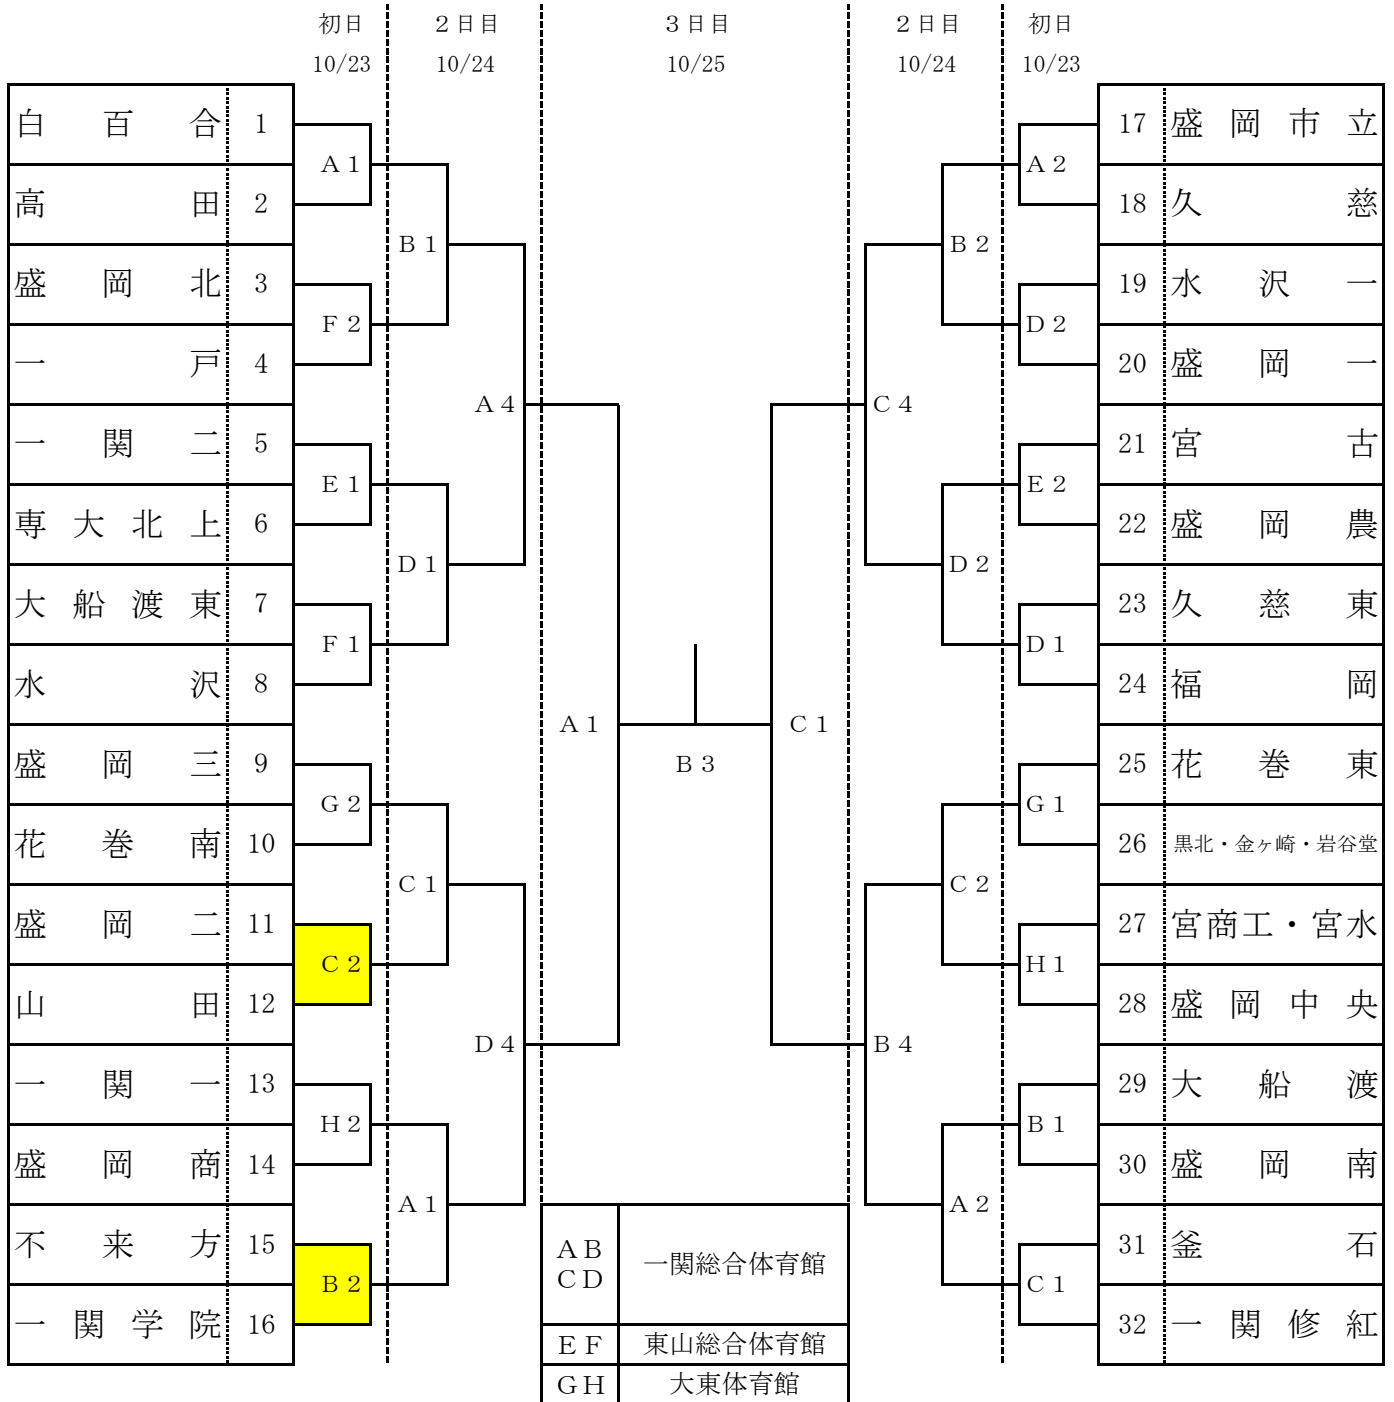 初日 2日目 3日目 2日目 初日
10/23 10/24 10/25 10/24 10/23
白百合 1 17 盛岡市立
A1 A2
高田 2 18 久慈
B1 B2
盛岡北 3 19 水沢一
F2 D2
一戸 4 20 盛岡一
A4 C4
一関二 5 21 宮古
E1 E2
専大北上 6 22 盛岡農
D1 D2
大船渡東 7 23 久慈東
F1 D1
水沢 8 24 福岡
A1 C1
盛岡三 9 B3 25 花巻東
G2 G1
花巻南 10 26 黒北・金ヶ崎・岩谷堂
C1 C2
盛岡二 11 27 宮商工・宮水
C2 H1
山田 12 28 盛岡中央
D4 B4
一関一 13 29 大船渡
H2 B1
盛岡商 14 30 盛岡南
A1 A2
不来方 15 31 釜石
AB
CD 一関総合体育館
B2 C1
一関学院 16 32 一関修紅
EF 東山総合体育館
GH 大東体育館